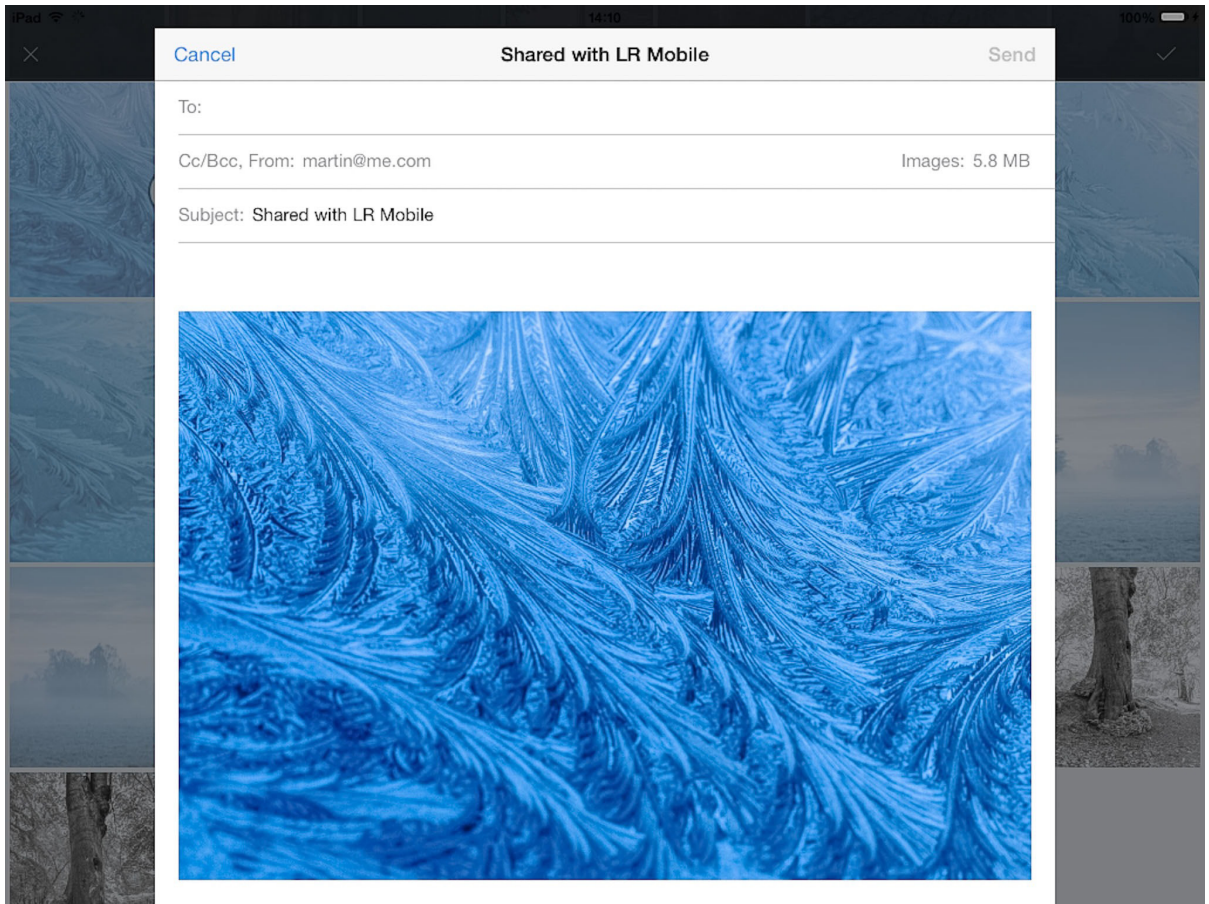 iPad 14:10 100%
Cancel Shared with LR Mobile Send
To:
Cc/Bcc, From: martin@me.com Images: 5.8 MB
Subject: Shared with LR Mobile